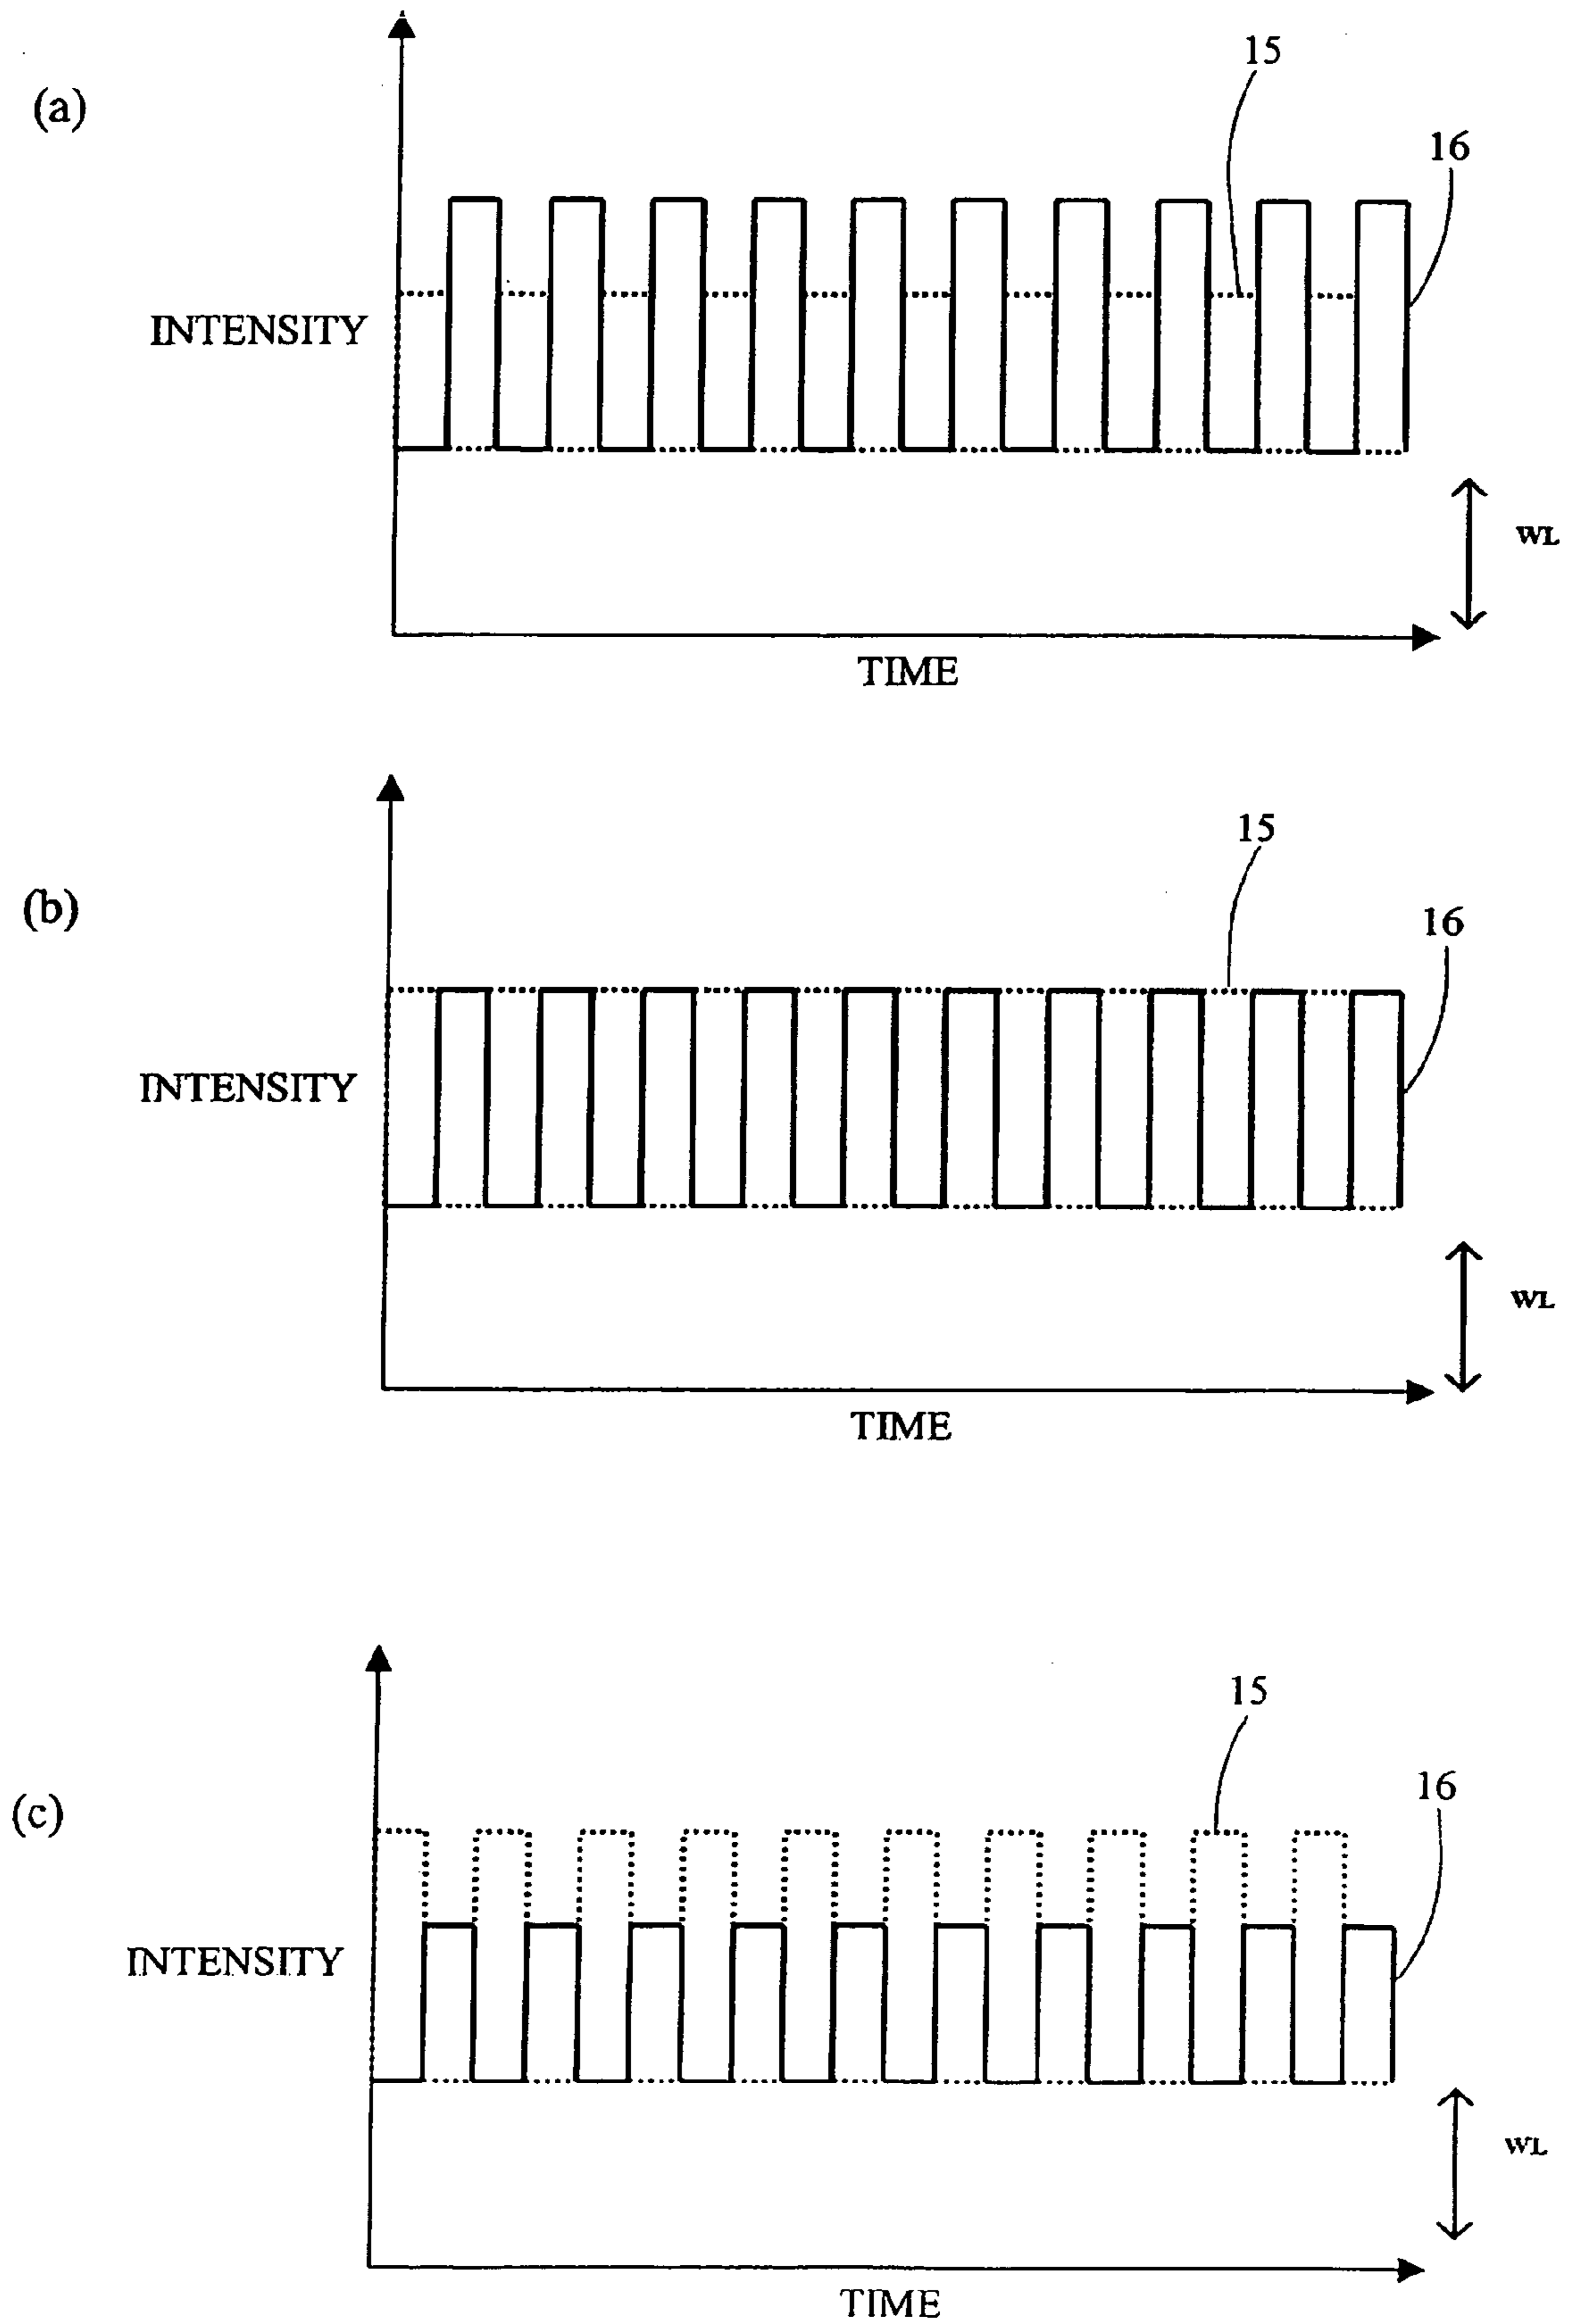 (a)
15
16
INTENSITY
WL
TIME
(b)
15
16
INTENSITY
WL
TIME
(c)
15
16
INTENSITY
WL
TIME